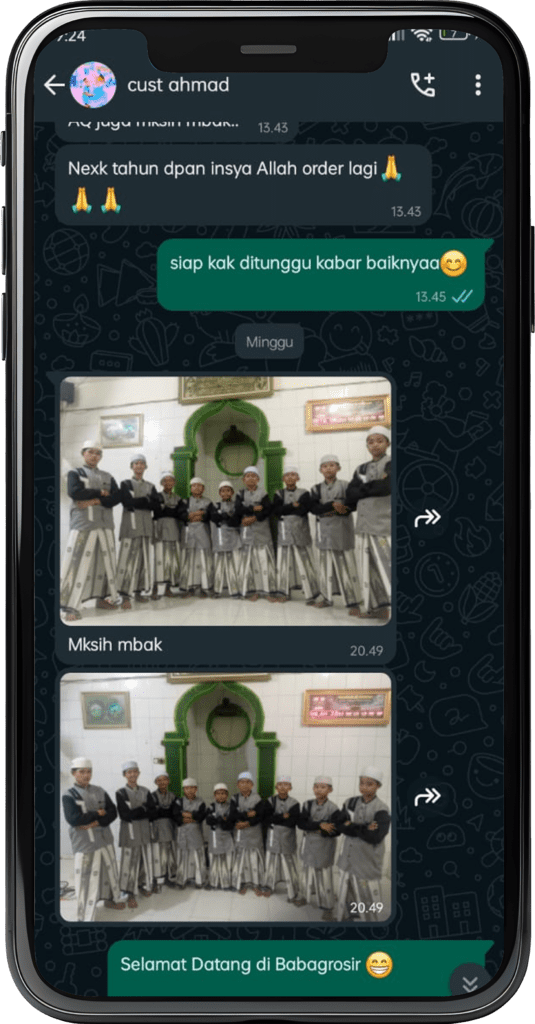 7:24
cust ahmad
AQ juga mksih mbak..
13.43
Nexk tahun dpan insya Allah order lagi🙏
🙏🙏
13.43
siap kak ditunggu kabar baiknyaa😊
13.45
Minggu
Mksih mbak
20.49
20.49
Selamat Datang di Babagrosir 😁